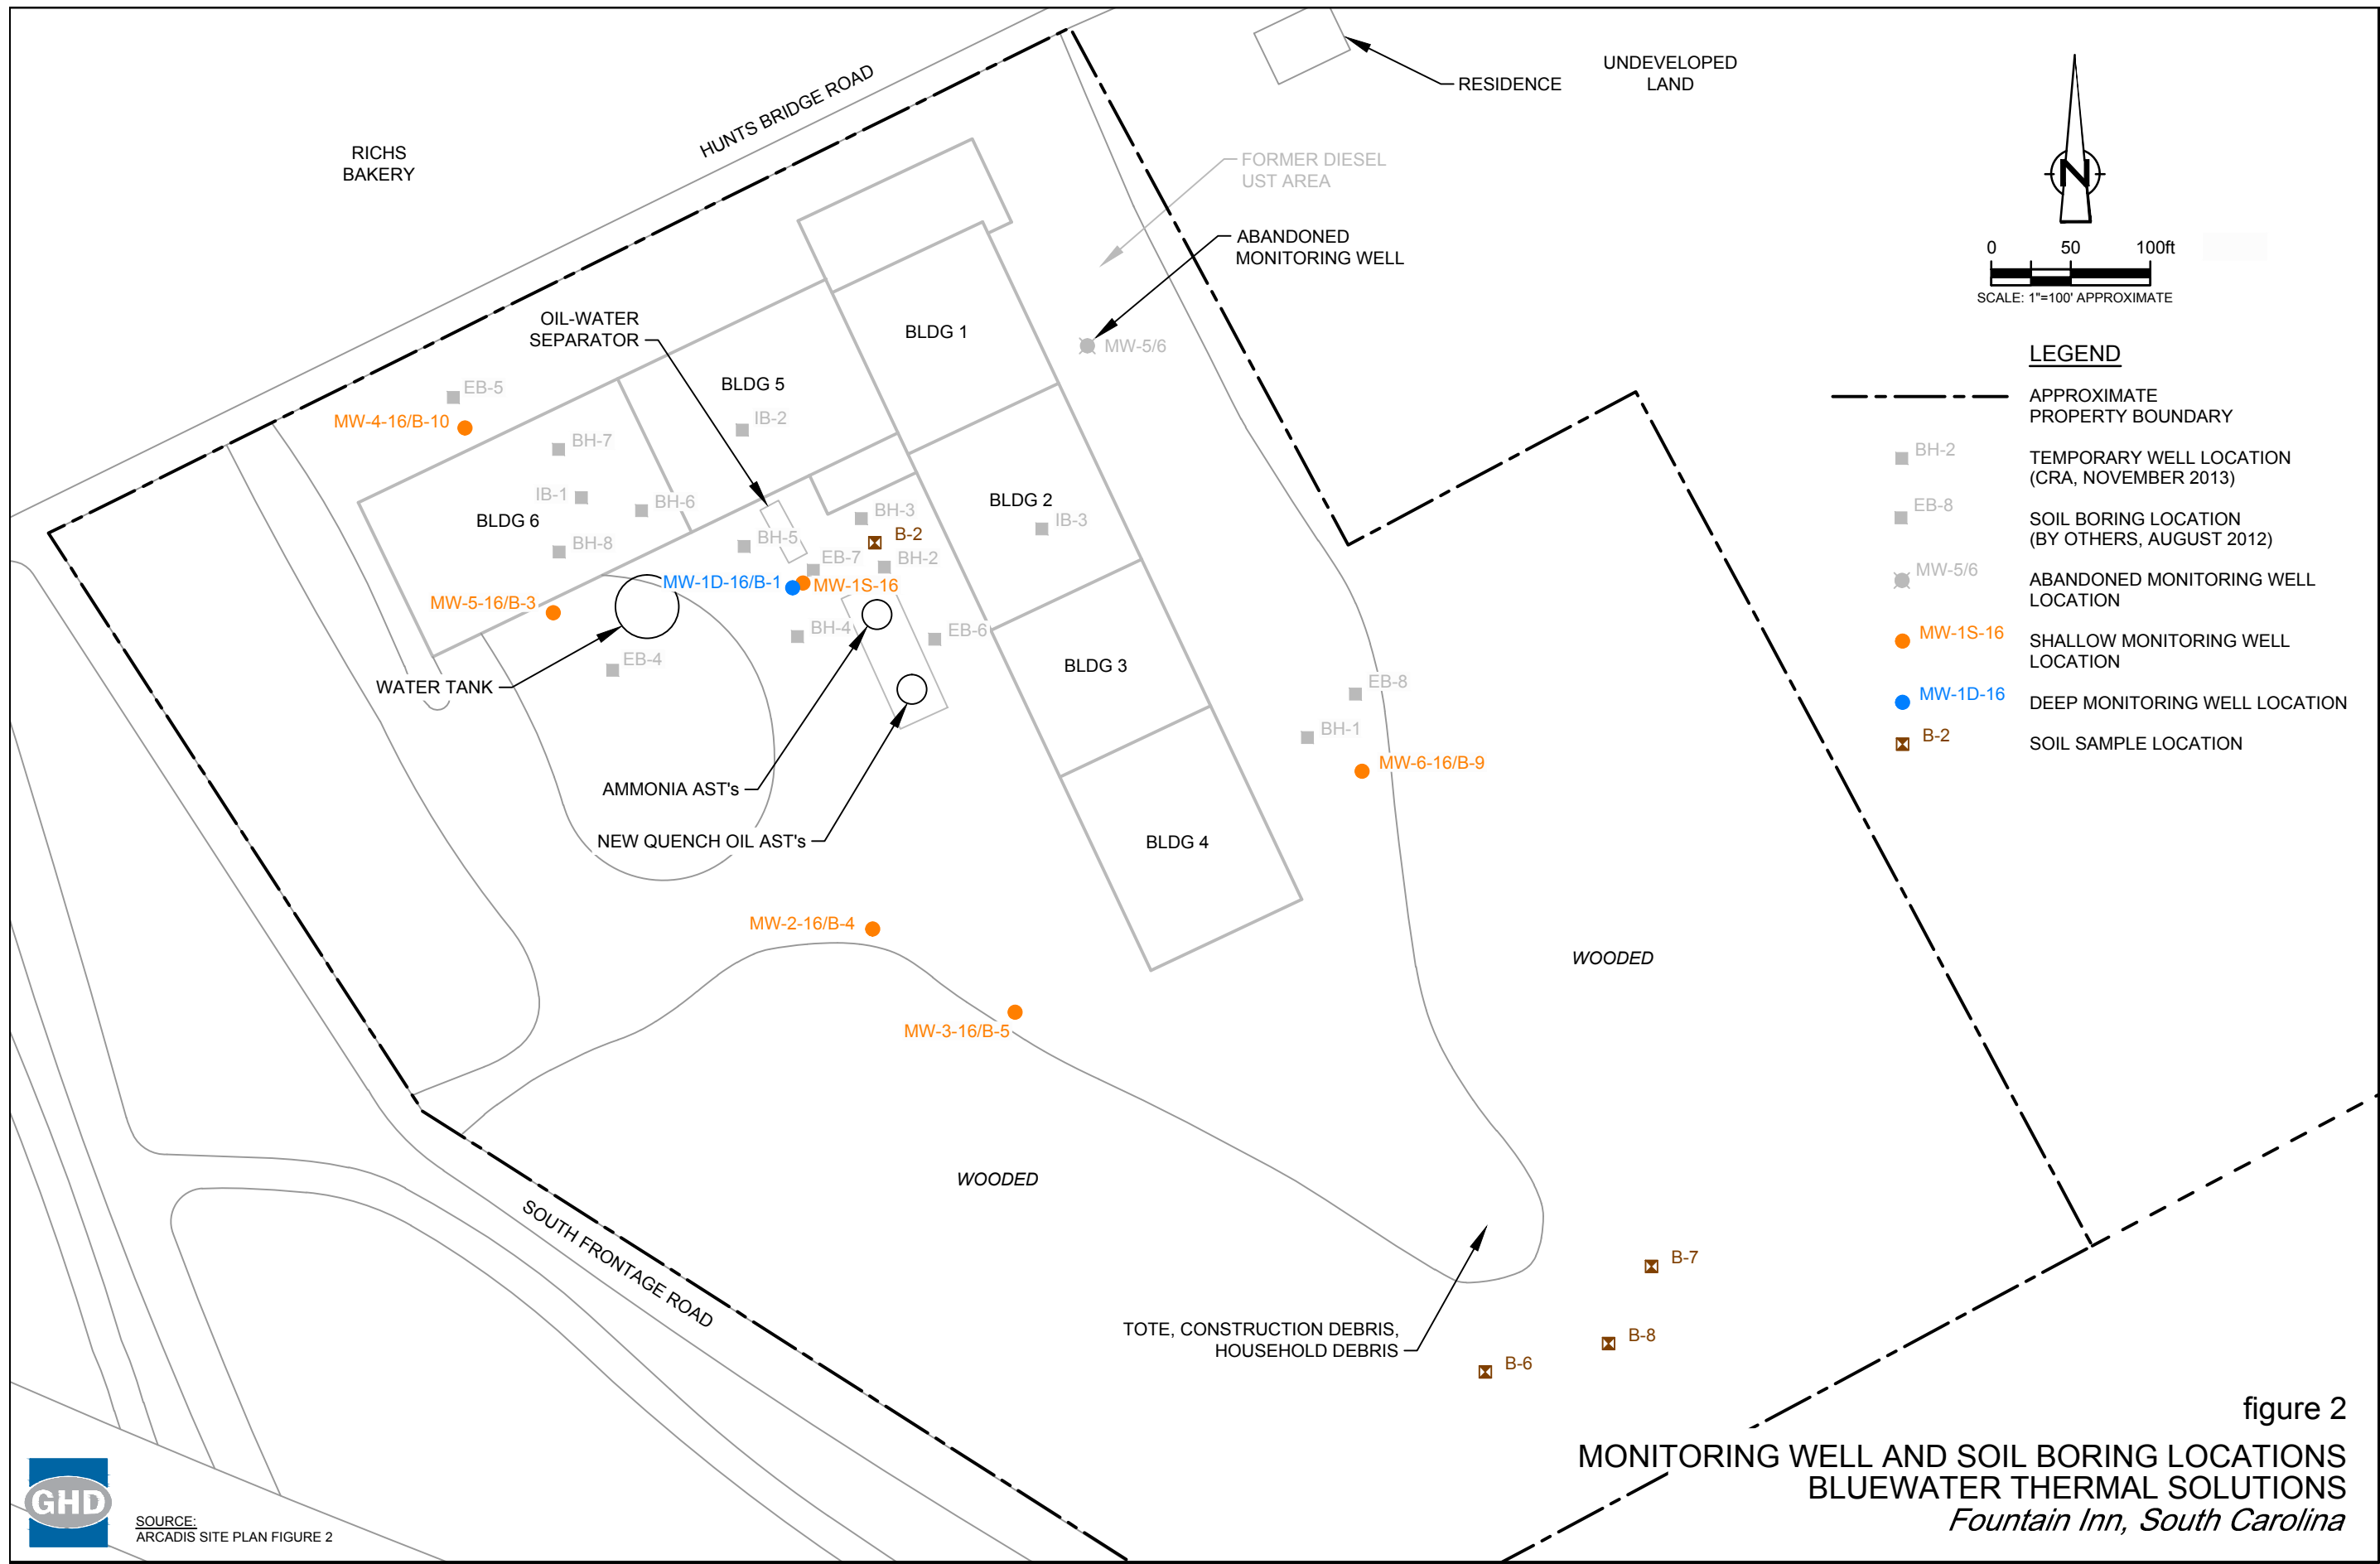 HUNTS BRIDGE ROAD
RICHS
BAKERY
RESIDENCE
UNDEVELOPED
LAND
FORMER DIESEL
UST AREA
ABANDONED
MONITORING WELL
MW-5/6
OIL-WATER
SEPARATOR
BLDG 1
BLDG 5
IB-2
EB-5
MW-4-16/B-10
BH-7
IB-1
BH-6
BLDG 6
BH-8
BLDG 2
IB-3
BH-3
B-2
BH-5
EB-7
BH-2
MW-1D-16/B-1
MW-1S-16
MW-5-16/B-3
BH-4
EB-6
EB-4
WATER TANK
BLDG 3
EB-8
BH-1
MW-6-16/B-9
AMMONIA AST's
NEW QUENCH OIL AST's
BLDG 4
MW-2-16/B-4
MW-3-16/B-5
WOODED
WOODED
SOUTH FRONTAGE ROAD
TOTE, CONSTRUCTION DEBRIS,
HOUSEHOLD DEBRIS
B-7
B-8
B-6
N
0 50 100ft
SCALE: 1"=100' APPROXIMATE
LEGEND
APPROXIMATE
PROPERTY BOUNDARY
BH-2
TEMPORARY WELL LOCATION
(CRA, NOVEMBER 2013)
EB-8
SOIL BORING LOCATION
(BY OTHERS, AUGUST 2012)
MW-5/6
ABANDONED MONITORING WELL
LOCATION
MW-1S-16
SHALLOW MONITORING WELL
LOCATION
MW-1D-16
DEEP MONITORING WELL LOCATION
B-2
SOIL SAMPLE LOCATION
figure 2
MONITORING WELL AND SOIL BORING LOCATIONS
BLUEWATER THERMAL SOLUTIONS
Fountain Inn, South Carolina
GHD
SOURCE:
ARCADIS SITE PLAN FIGURE 2